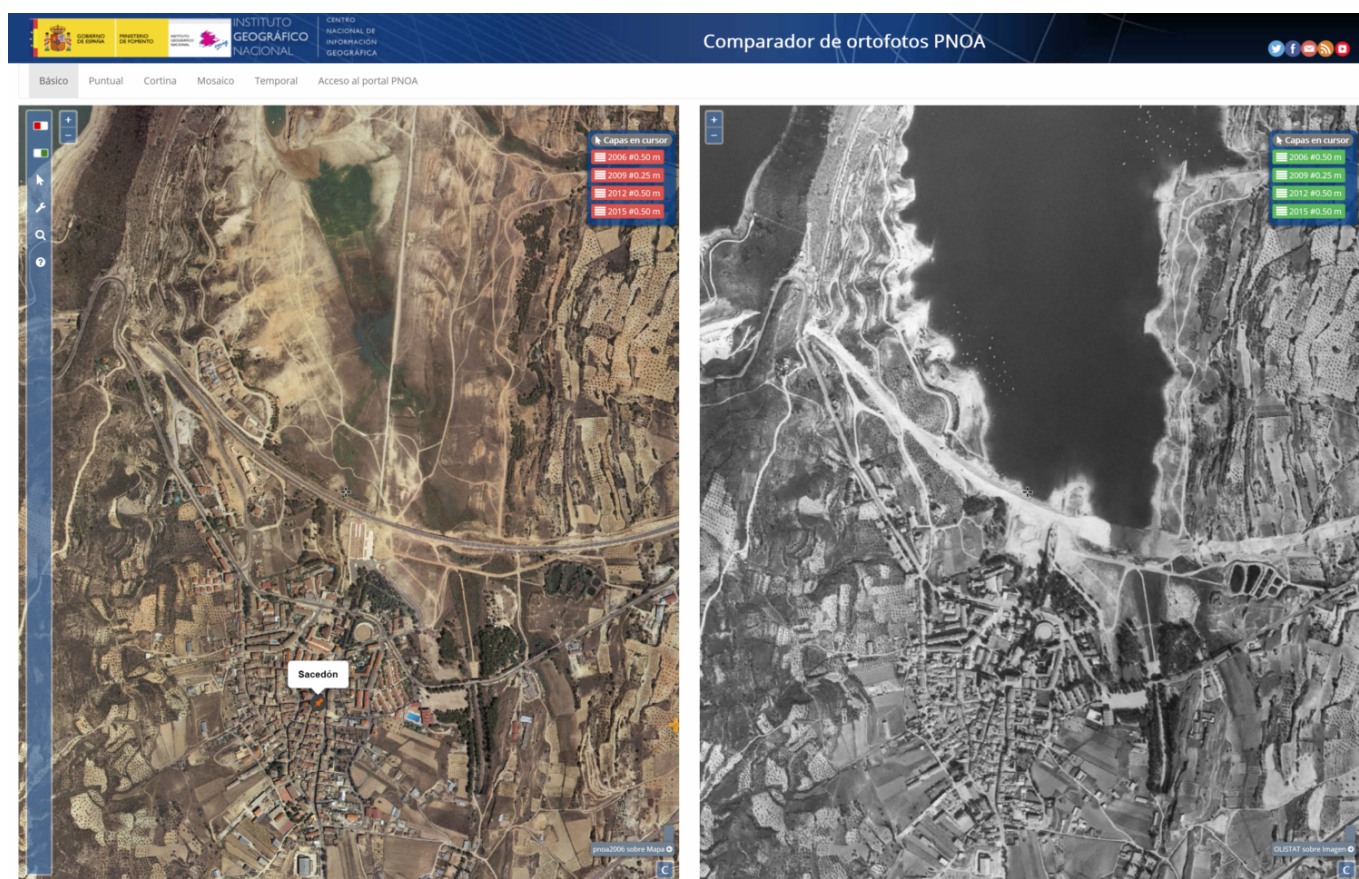 GOBIERNO
DE ESPAÑA
MINISTERIO
DE FOMENTO
INSTITUTO
GEOGRÁFICO
NACIONAL
INSTITUTO
GEOGRÁFICO
NACIONAL
CENTRO
NACIONAL DE
INFORMACIÓN
GEOGRÁFICA
Comparador de ortofotos PNOA
Básico Puntual Cortina Mosaico Temporal Acceso al portal PNOA
+
−
Capas en cursor
2006 #0.50 m
2009 #0.25 m
2012 #0.50 m
2015 #0.50 m
Sacedón
pnoa2006 sobre Mapa
C
+
−
Capas en cursor
2006 #0.50 m
2009 #0.25 m
2012 #0.50 m
2015 #0.50 m
OLISTAT sobre Imagen
C